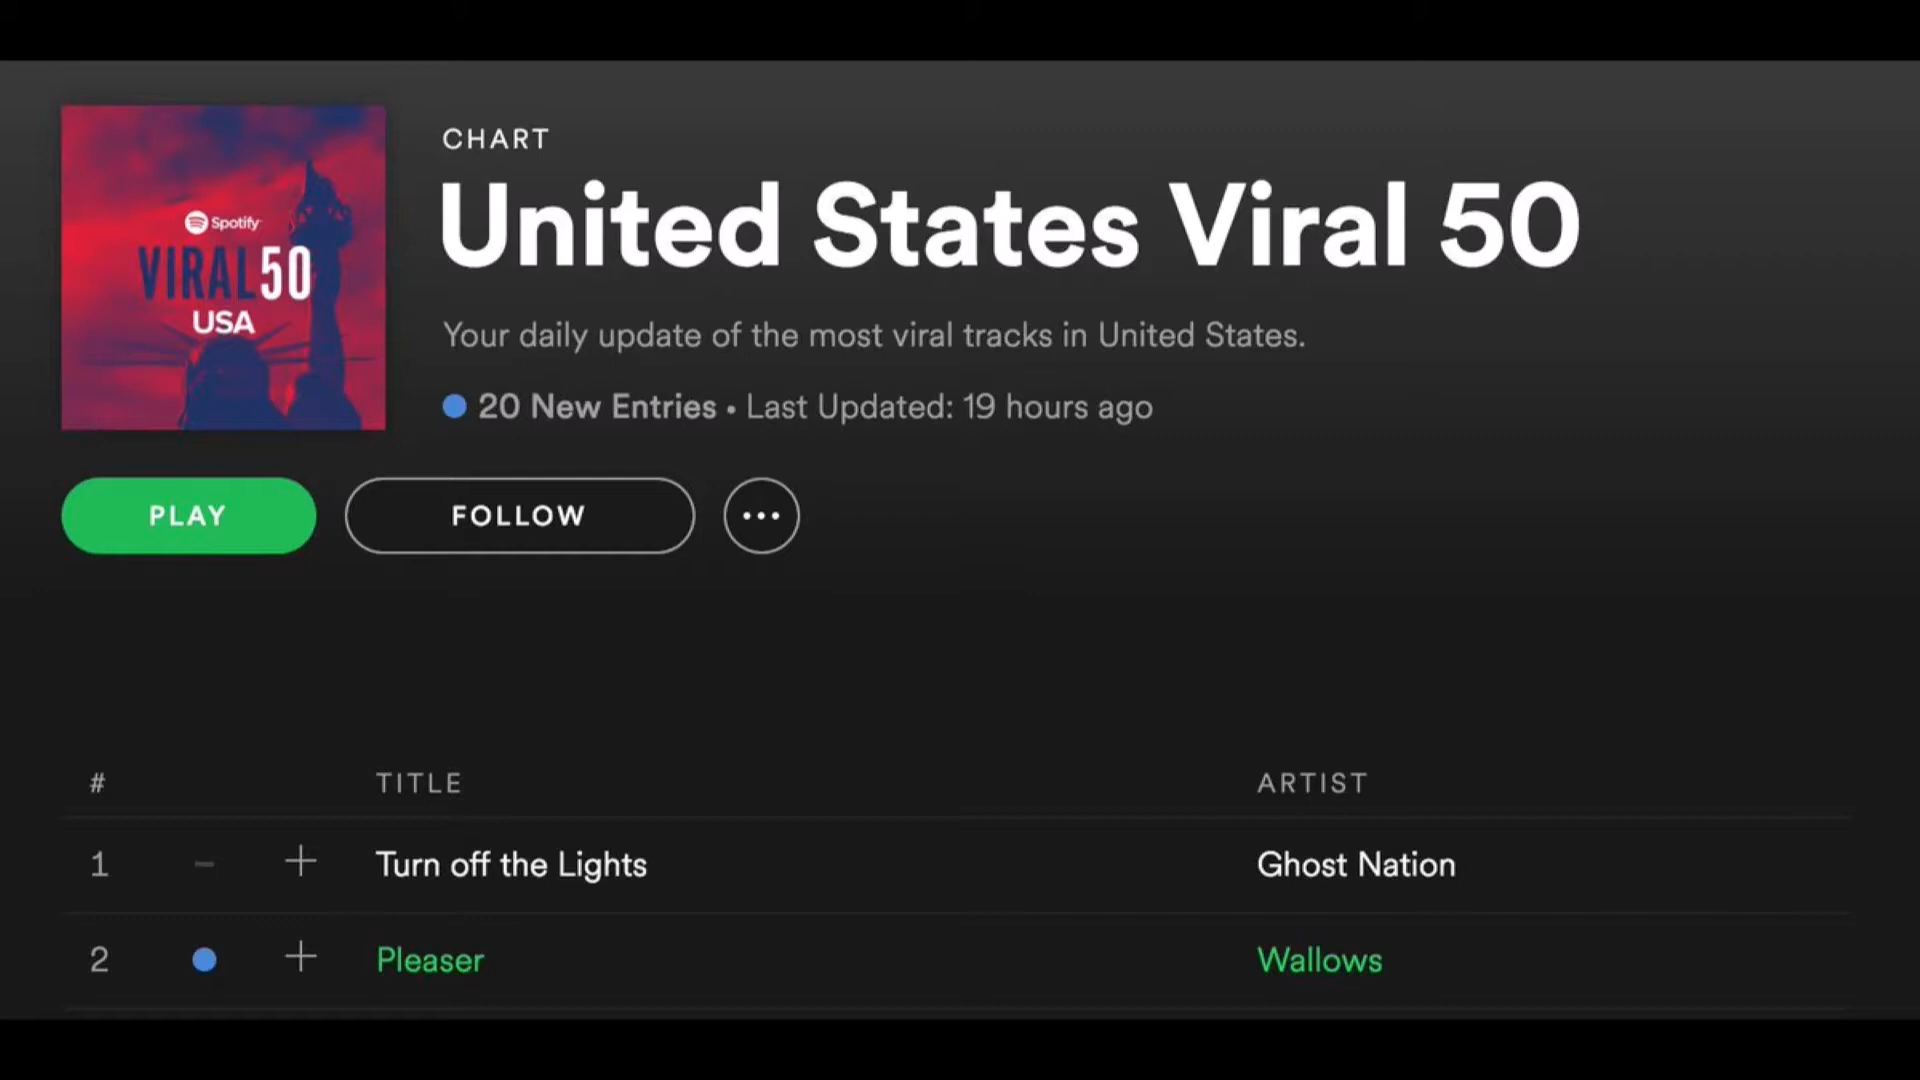 CHART
United States Viral 50
Spotify
VIRAL50
USA
Your daily update of the most viral tracks in United States.
20 New Entries • Last Updated: 19 hours ago
PLAY FOLLOW
# TITLE ARTIST
1 Turn off the Lights Ghost Nation
2 Pleaser Wallows